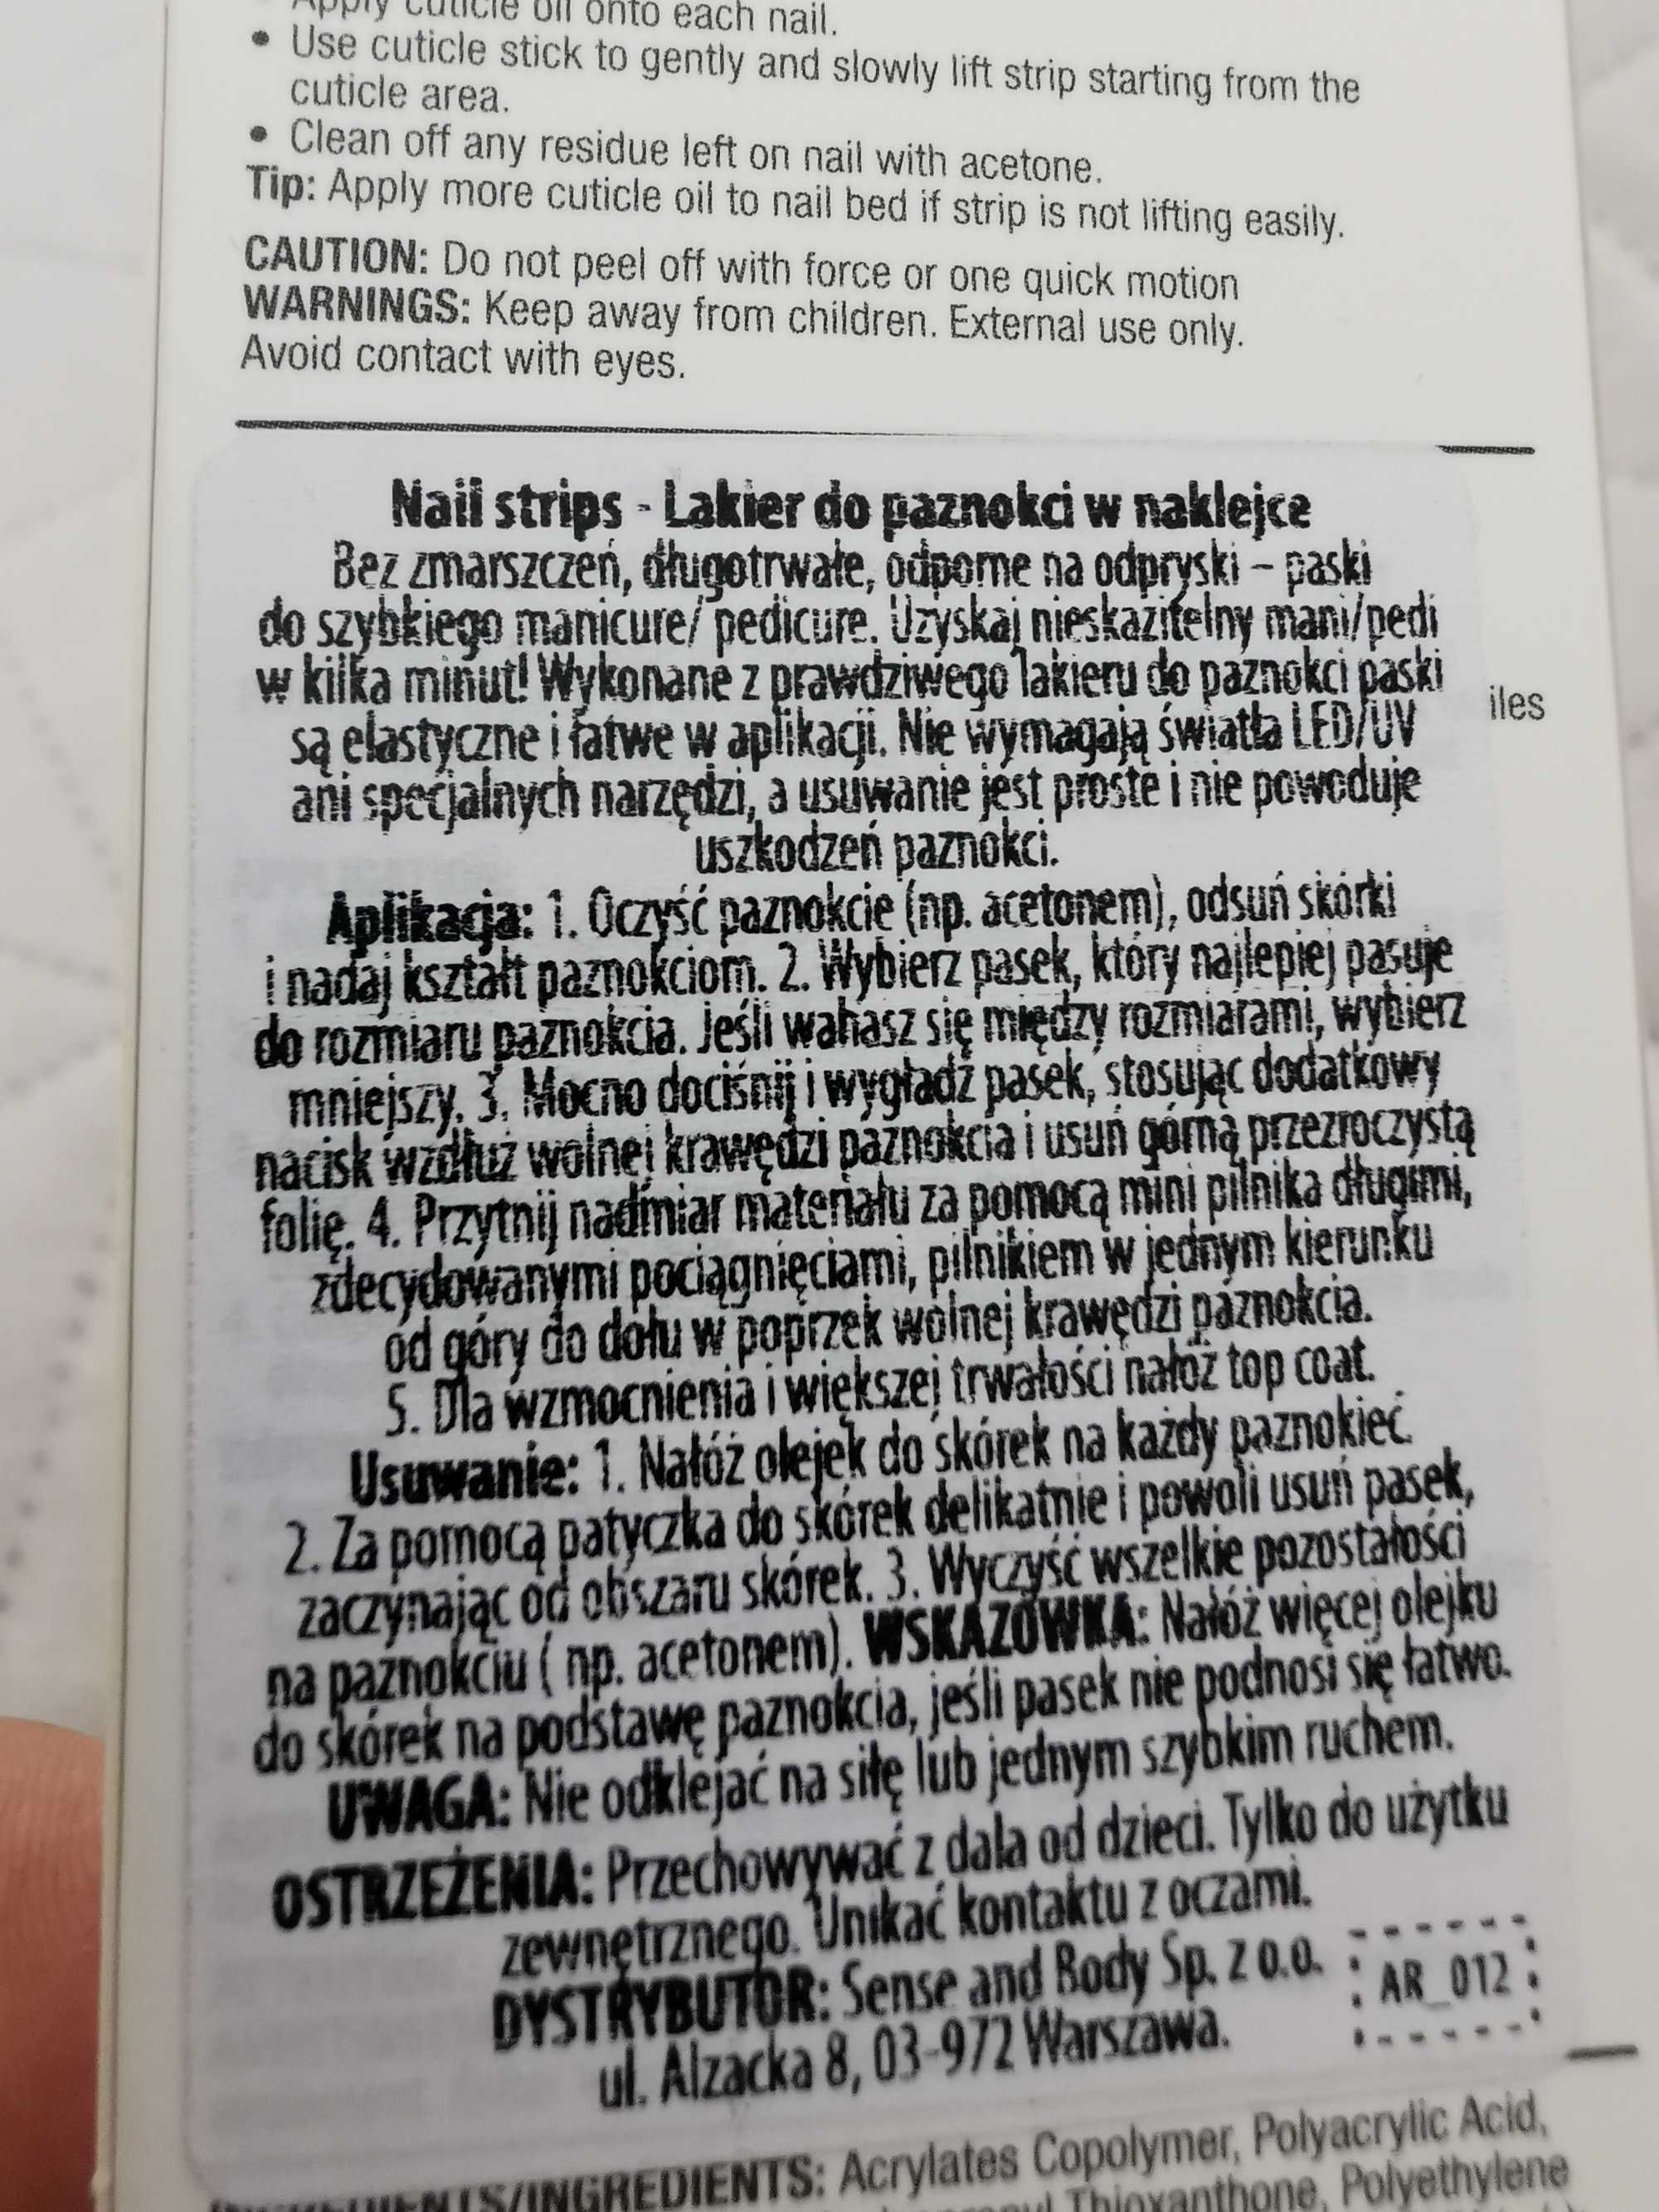 Apply cuticle oil onto each nail.
• Use cuticle stick to gently and slowly lift strip starting from the
cuticle area.
• Clean off any residue left on nail with acetone.
Tip: Apply more cuticle oil to nail bed if strip is not lifting easily.
CAUTION: Do not peel off with force or one quick motion
WARNINGS: Keep away from children. External use only.
Avoid contact with eyes.
Nail strips - Lakier do paznokci w naklejce
Bez zmarszczeń, długotrwałe, odporne na odpryski – paski
do szybkiego manicure/ pedicure. Uzyskaj nieskazitelny mani/pedi
w kilka minut! Wykonane z prawdziwego lakieru do paznokci paski
iles
są elastyczne i łatwe w aplikacji. Nie wymagają światła LED/UV
ani specjalnych narzędzi, a usuwanie jest proste i nie powoduje
uszkodzeń paznokci.
Aplikacja: 1. Oczyść paznokcie (np. acetonem), odsuń skórki
i nadaj kształt paznokciom. 2. Wybierz pasek, który najlepiej pasuje
do rozmiaru paznokcia. Jeśli wahasz się między rozmiarami, wybierz
mniejszy. 3. Mocno dociśnij i wygładź pasek, stosując dodatkowy
nacisk wzdłuż wolnej krawędzi paznokcia i usuń górną przezroczystą
folię. 4. Przytnij nadmiar materiału za pomocą mini pilnika długimi,
zdecydowanymi pociągnięciami, pilnikiem w jednym kierunku
od góry do dołu w poprzek wolnej krawędzi paznokcia.
5. Dla wzmocnienia i większej trwałości nałóż top coat.
Usuwanie: 1. Nałóż olejek do skórek na każdy paznokieć.
2. Za pomocą patyczka do skórek delikatnie i powoli usuń pasek,
zaczynając od obszaru skórek. 3. Wyczyść wszelkie pozostałości
na paznokciu ( np. acetonem). WSKAZÓWKA: Nałóż więcej olejku
do skórek na podstawę paznokcia, jeśli pasek nie podnosi się łatwo.
UWAGA: Nie odklejać na siłę lub jednym szybkim ruchem.
OSTRZEŻENIA: Przechowywać z dala od dzieci. Tylko do użytku
zewnętrznego. Unikać kontaktu z oczami.
DYSTRYBUTOR: Sense and Body Sp. z o.o.
AR_012
ul. Alzacka 8, 03-972 Warszawa.
/INGREDIENTS: Acrylates Copolymer, Polyacrylic Acid,
Thioxanthone, Polyethylene